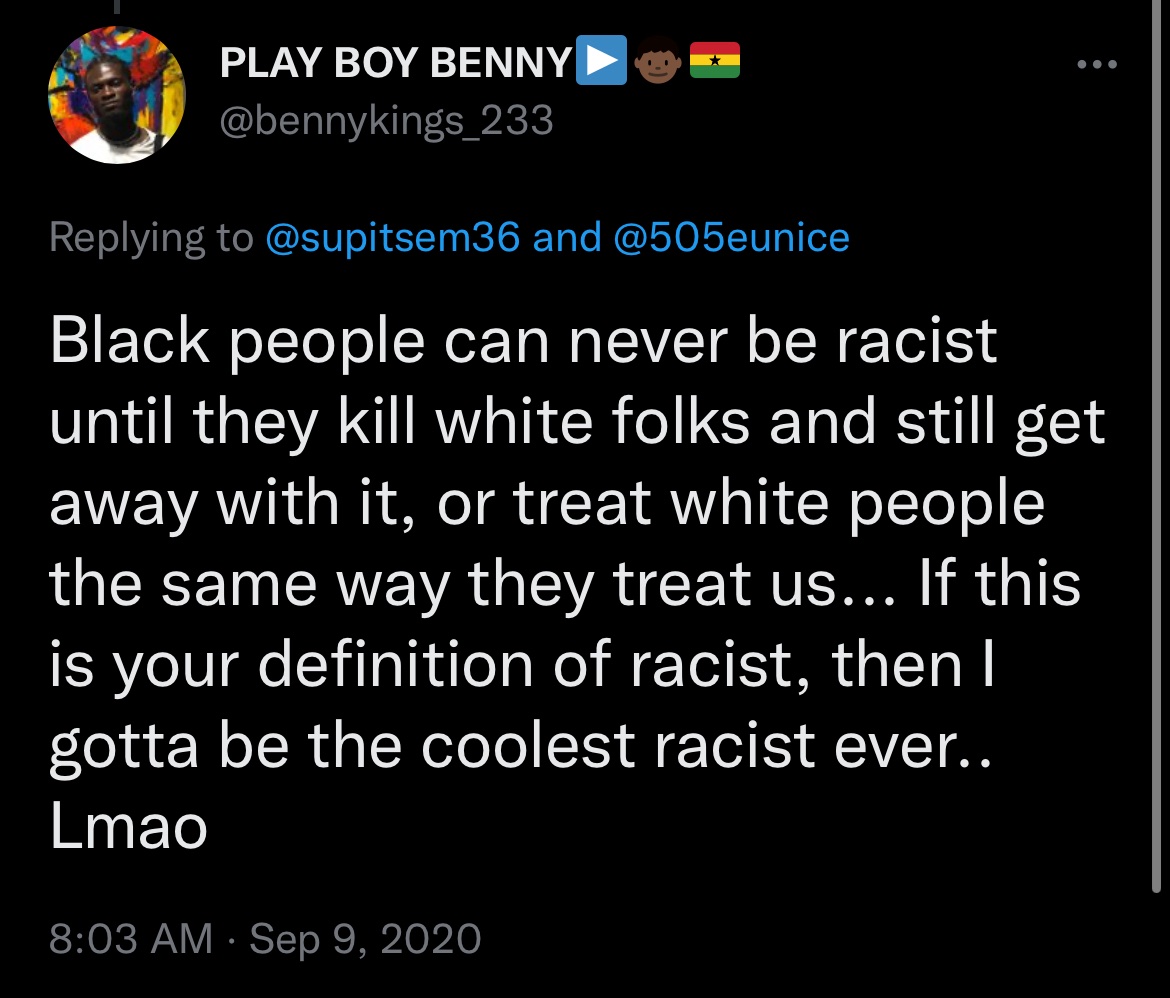 PLAY BOY BENNY▶️👦🏿🇬🇭
@bennykings_233
Replying to @supitsem36 and @505eunice
Black people can never be racist
until they kill white folks and still get
away with it, or treat white people
the same way they treat us... If this
is your definition of racist, then I
gotta be the coolest racist ever..
Lmao
8:03 AM · Sep 9, 2020